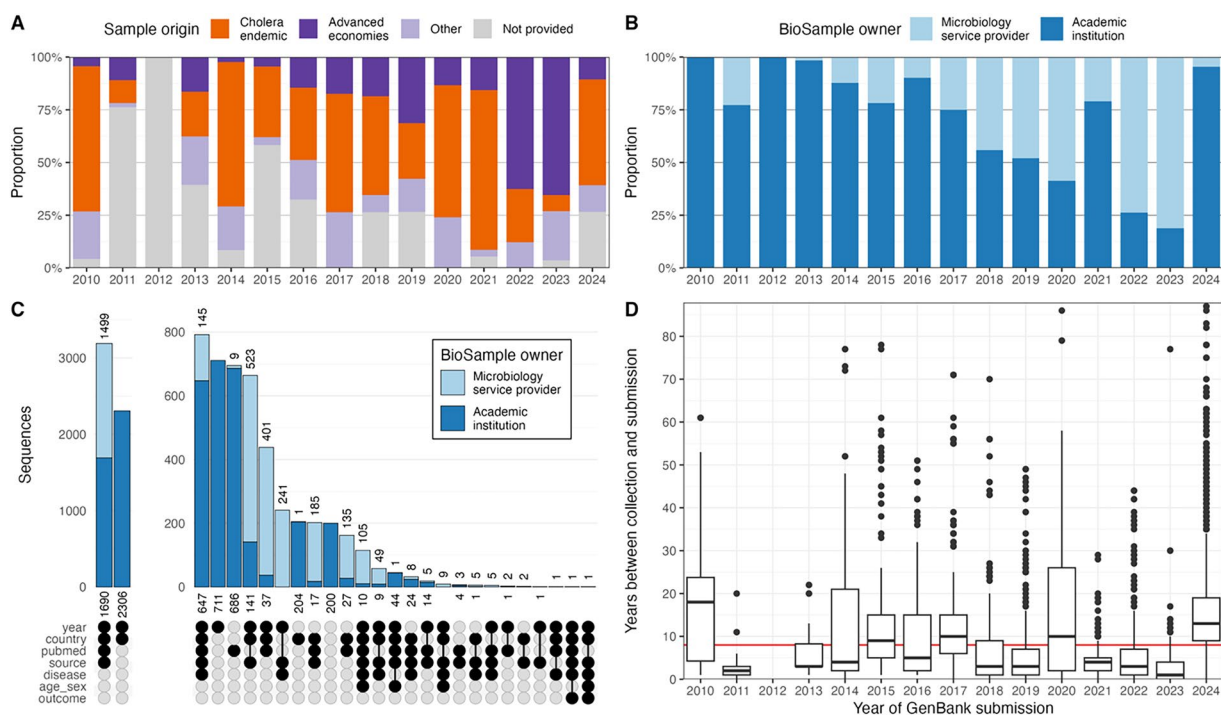 A
Sample origin
Cholera
endemic
Advanced
economies
Other
Not provided
100%
75%
50%
25%
0%
Proportion
2010 2011 2012 2013 2014 2015 2016 2017 2018 2019 2020 2021 2022 2023 2024
B
BioSample owner
Microbiology
service provider
Academic
institution
100%
75%
50%
25%
0%
Proportion
2010 2011 2012 2013 2014 2015 2016 2017 2018 2019 2020 2021 2022 2023 2024
C
Sequences
3000
2000
1000
0
1499
1690 2306
800
600
400
200
0
145 9 523 401 241 1 185 135 105 49 1 8 5 9 3 5 5 2 2 1 1 1
647 711 686 141 37 204 17 200 27 10 9 44 24 14 4 1 1 1
BioSample owner
Microbiology
service provider
Academic
institution
year
country
pubmed
source
disease
age_sex
outcome
D
Years between collection and submission
80
70
60
50
40
30
20
10
0
2010 2011 2012 2013 2014 2015 2016 2017 2018 2019 2020 2021 2022 2023 2024
Year of GenBank submission